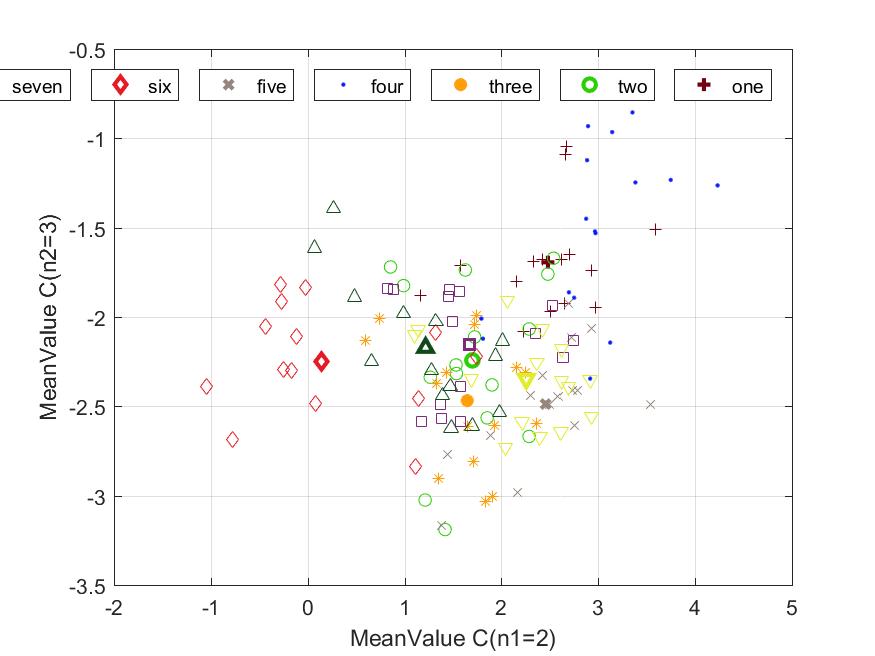 -0.5
seven six five four three two one
-1
-1.5
-2
-2.5
-3
-3.5
-2 -1 0 1 2 3 4 5
MeanValue C(n1=2)
MeanValue C(n2=3)